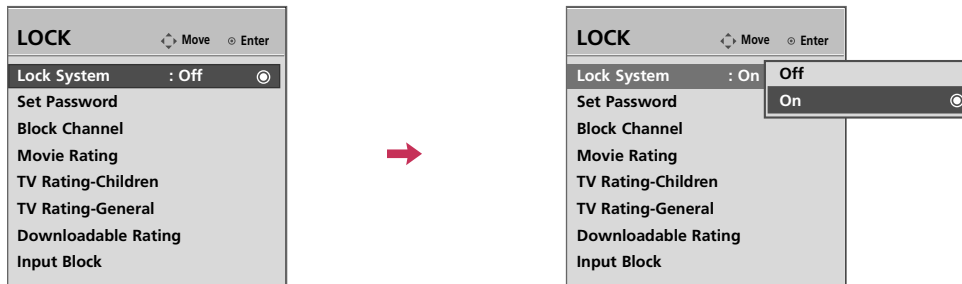 LOCK Move Enter
Lock System : Off
Set Password
Block Channel
Movie Rating
TV Rating-Children
TV Rating-General
Downloadable Rating
Input Block
LOCK Move Enter
Lock System : On
Off
On
Set Password
Block Channel
Movie Rating
TV Rating-Children
TV Rating-General
Downloadable Rating
Input Block